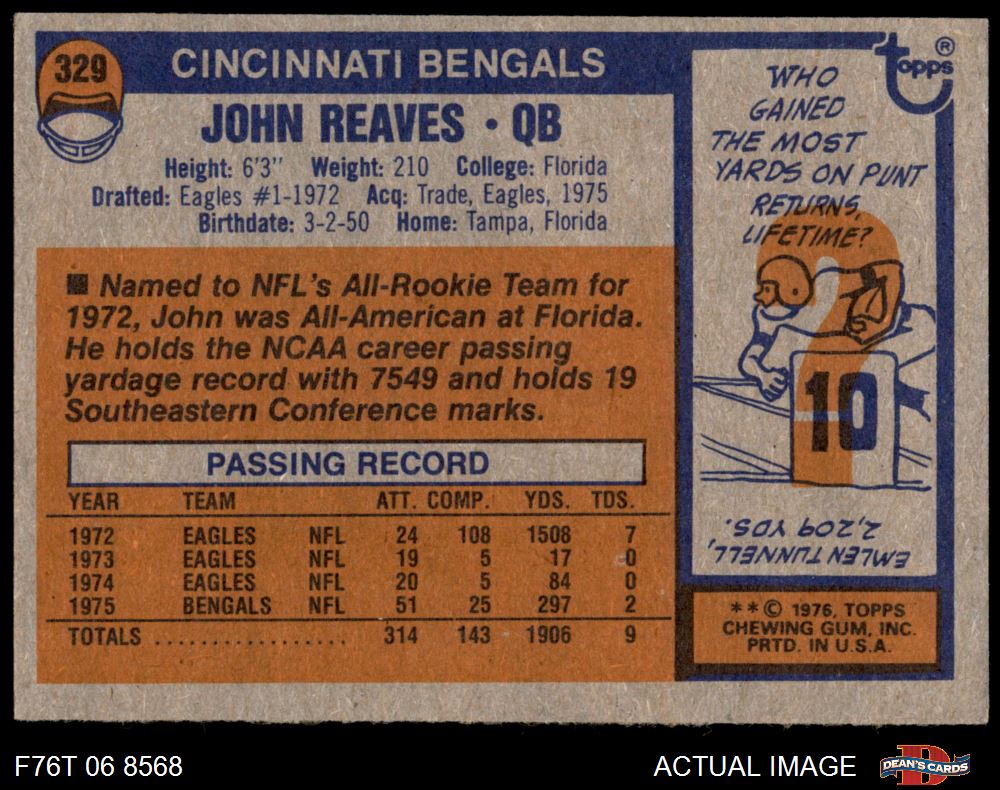 329
CINCINNATI BENGALS
JOHN REAVES • QB
Height: 6'3" Weight: 210 College: Florida
Drafted: Eagles #1-1972 Acq: Trade, Eagles, 1975
Birthdate: 3-2-50 Home: Tampa, Florida
■ Named to NFL's All-Rookie Team for
1972, John was All-American at Florida.
He holds the NCAA career passing
yardage record with 7549 and holds 19
Southeastern Conference marks.
PASSING RECORD
YEAR TEAM ATT. COMP. YDS. TDS.
1972 EAGLES NFL 24 108 1508 7
1973 EAGLES NFL 19 5 17 0
1974 EAGLES NFL 20 5 84 0
1975 BENGALS NFL 51 25 297 2
TOTALS .................. 314 143 1906 9
topps ®
WHO
GAINED
THE MOST
YARDS ON PUNT
RETURNS,
LIFETIME?
?
10
EMLEN TUNNELL,
2,209 YDS.
**© 1976, TOPPS
CHEWING GUM, INC.
PRTD. IN U.S.A.
F76T 06 8568
ACTUAL IMAGE
D
DEAN'S CARDS